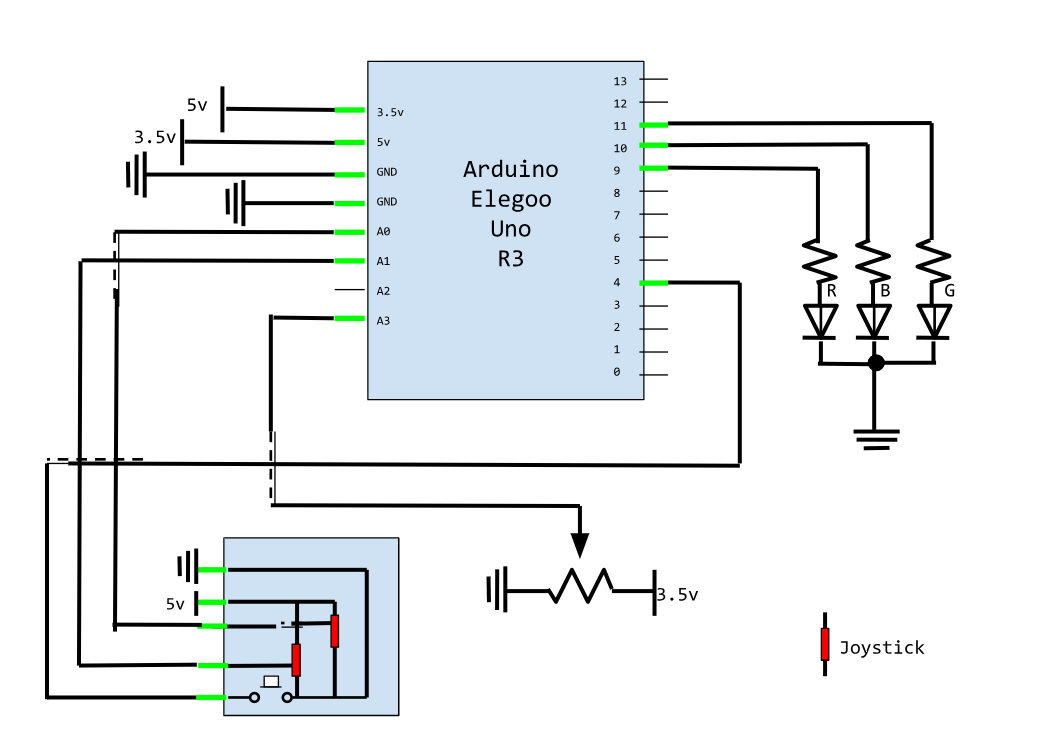 5v
3.5v
3.5v
5v
GND
GND
A0
A1
A2
A3
Arduino
Elegoo
Uno
R3
13
12
11
10
9
8
7
6
5
4
3
2
1
0
R
B
G
5v
3.5v
Joystick